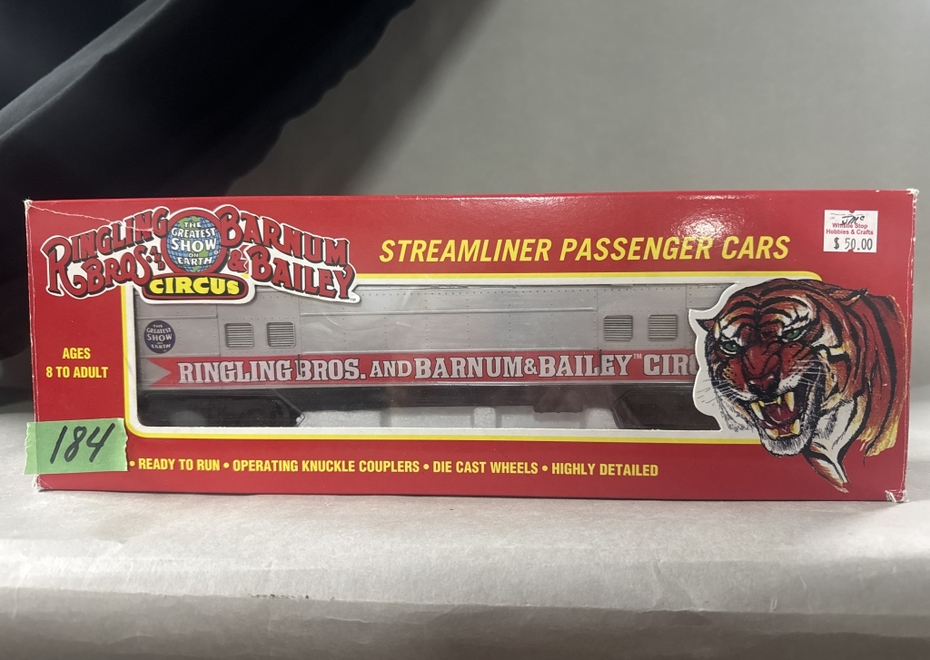 RINGLING BROS. & BARNUM & BAILEY
THE
GREATEST
SHOW
ON
EARTH
CIRCUS
STREAMLINER PASSENGER CARS
Whistle Stop
Hobbies & Crafts
$ 50.00
THE
GREATEST
SHOW
ON
EARTH
RINGLING BROS. AND BARNUM & BAILEY™ CIRC
AGES
8 TO ADULT
184
• READY TO RUN • OPERATING KNUCKLE COUPLERS • DIE CAST WHEELS • HIGHLY DETAILED